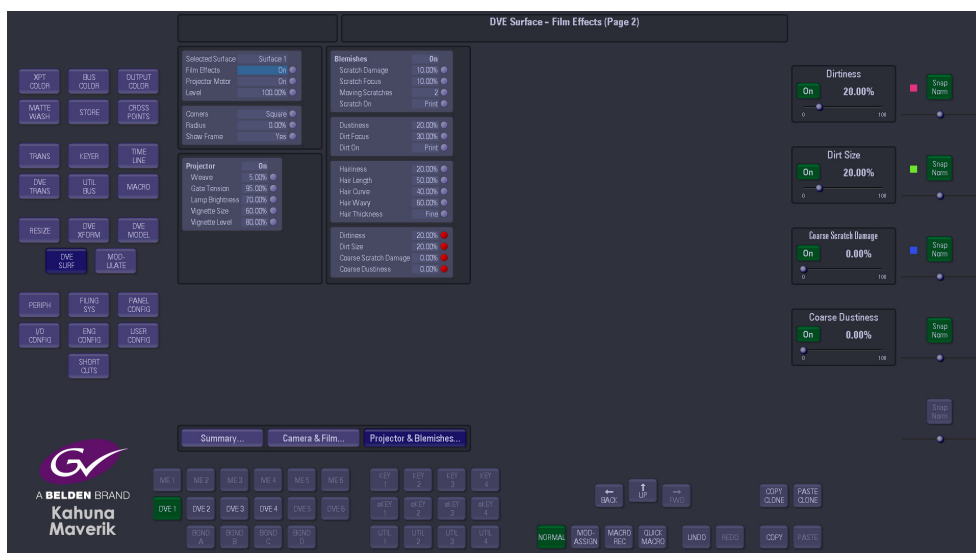 DVE Surface - Film Effects (Page 2)
XPT COLOR
BUS COLOR
OUTPUT COLOR
MATTE WASH
STORE
CROSS POINTS
TRANS
KEYER
TIME LINE
DVE TRANS
UTIL BUS
MACRO
RESIZE
DVE XFORM
DVE MODEL
DVE SURF
MOD-ULATE
PERIPH
FILING SYS
PANEL CONFIG
I/O CONFIG
ENG CONFIG
USER CONFIG
SHORT CUTS
Selected Surface Surface 1
Film Effects On
Projector Motor On
Level 100.00%
Corners Square
Radius 0.00%
Show Frame Yes
Projector On
Weave 5.00%
Gate Tension 95.00%
Lamp Brightness 70.00%
Vignette Size 60.00%
Vignette Level 80.00%
Blemishes On
Scratch Damage 10.00%
Scratch Focus 10.00%
Moving Scratches 2
Scratch On Print
Dustiness 20.00%
Dirt Focus 30.00%
Dirt On Print
Hairiness 20.00%
Hair Length 50.00%
Hair Curve 40.00%
Hair Wavy 60.00%
Hair Thickness Fine
Dirtiness 20.00%
Dirt Size 20.00%
Coarse Scratch Damage 0.00%
Coarse Dustiness 0.00%
Dirtiness
On 20.00%
0 100
Snap Norm
Dirt Size
On 20.00%
0 100
Snap Norm
Coarse Scratch Damage
On 0.00%
0 100
Snap Norm
Coarse Dustiness
On 0.00%
0 100
Snap Norm
Snap Norm
Summary...
Camera & Film...
Projector & Blemishes...
GV
A BELDEN BRAND
Kahuna
Maverik
ME 1 ME 2 ME 3 ME 4 ME 5 ME 6
DVE 1 DVE 2 DVE 3 DVE 4 DVE 5 DVE 6
BGND A BGND B BGND C BGND D
KEY 1 KEY 2 KEY 3 KEY 4
øKEY 1 øKEY 2 øKEY 3 øKEY 4
UTIL 1 UTIL 2 UTIL 3 UTIL 4
← BACK
↑ UP
→ FWD
COPY CLONE
PASTE CLONE
NORMAL
MOD-ASSIGN
MACRO REC
QUICK MACRO
UNDO
REDO
COPY
PASTE